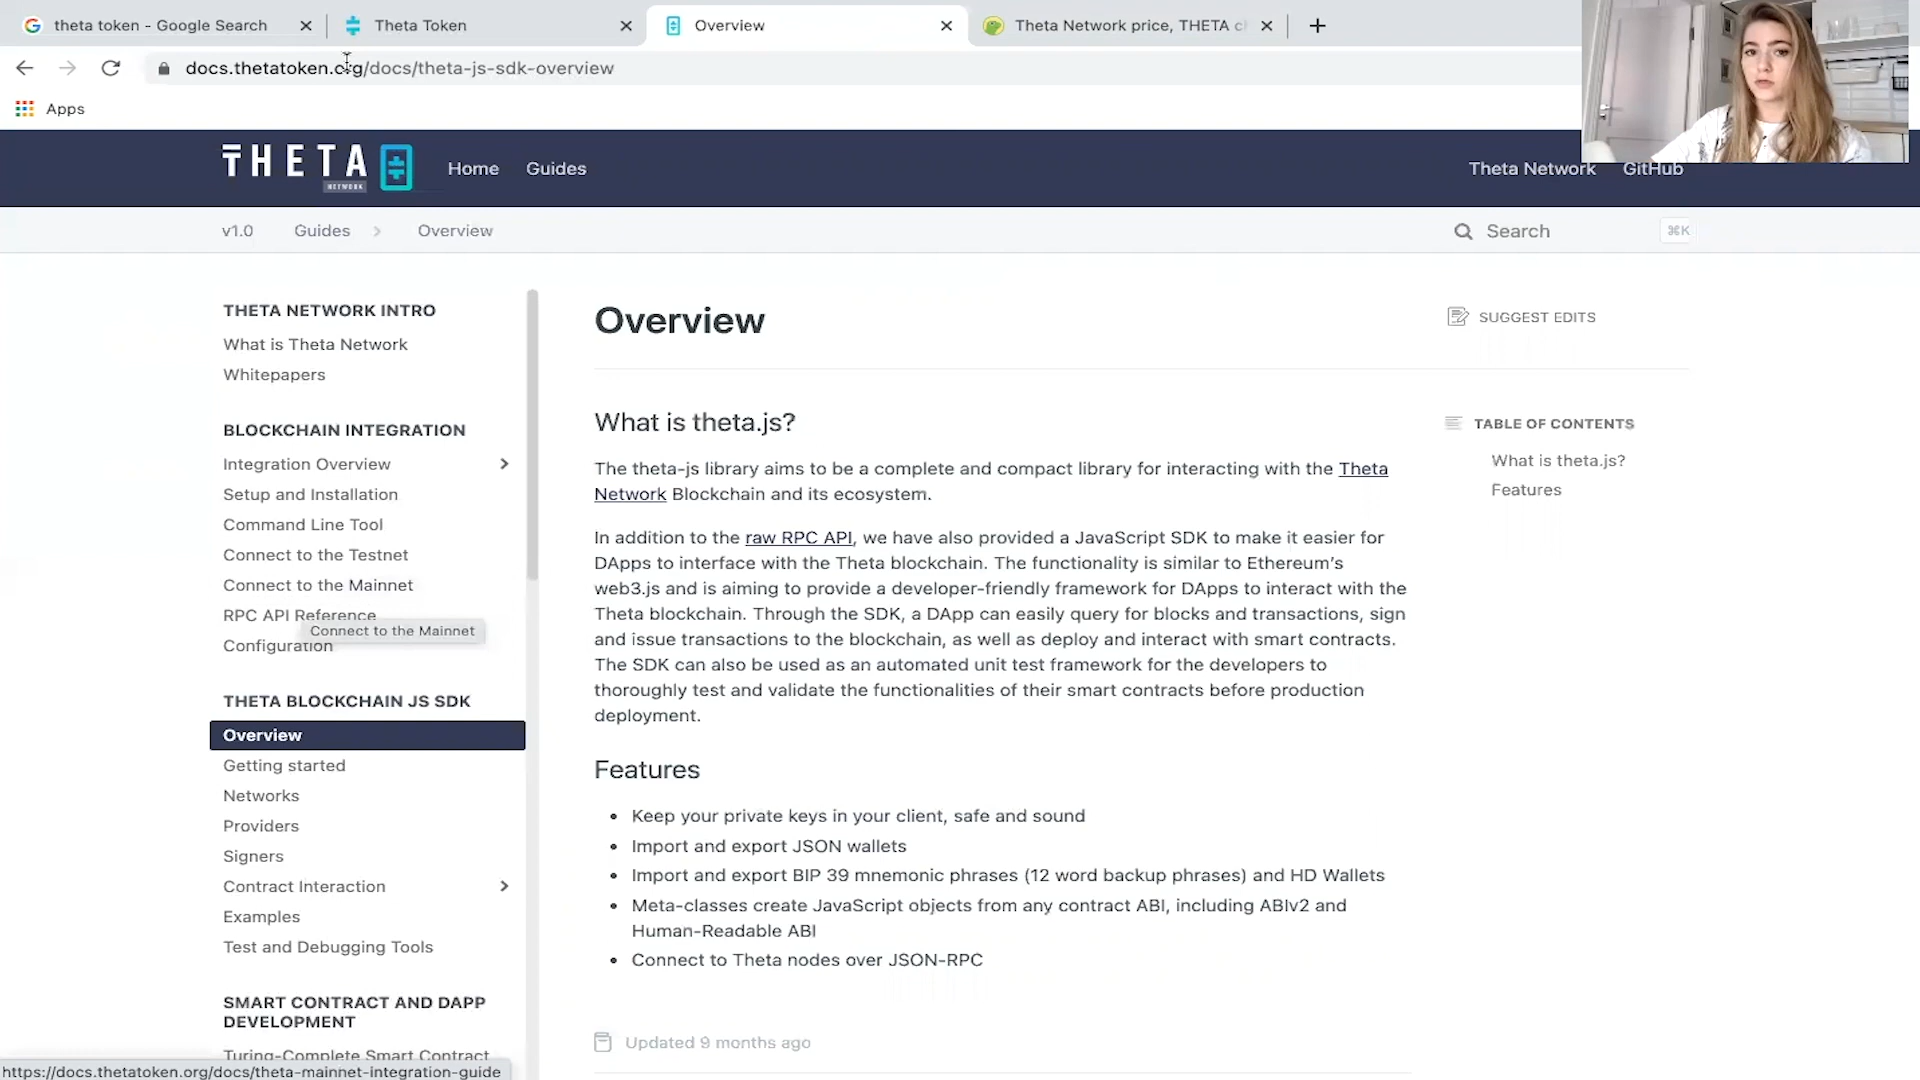 theta token - Google Search
Theta Token
Overview
Theta Network price, THETA c
docs.thetatoken.org/docs/theta-js-sdk-overview
Apps
THETA
NETWORK
Home
Guides
Theta Network
GitHub
v1.0
Guides
Overview
Search
⌘K
THETA NETWORK INTRO
What is Theta Network
Whitepapers
BLOCKCHAIN INTEGRATION
Integration Overview
Setup and Installation
Command Line Tool
Connect to the Testnet
Connect to the Mainnet
RPC API Reference
Connect to the Mainnet
Configuration
THETA BLOCKCHAIN JS SDK
Overview
Getting started
Networks
Providers
Signers
Contract Interaction
Examples
Test and Debugging Tools
SMART CONTRACT AND DAPP
DEVELOPMENT
Turing-Complete Smart Contract
https://docs.thetatoken.org/docs/theta-mainnet-integration-guide
Overview
SUGGEST EDITS
What is theta.js?
The theta-js library aims to be a complete and compact library for interacting with the Theta
Network Blockchain and its ecosystem.
In addition to the raw RPC API, we have also provided a JavaScript SDK to make it easier for
DApps to interface with the Theta blockchain. The functionality is similar to Ethereum's
web3.js and is aiming to provide a developer-friendly framework for DApps to interact with the
Theta blockchain. Through the SDK, a DApp can easily query for blocks and transactions, sign
and issue transactions to the blockchain, as well as deploy and interact with smart contracts.
The SDK can also be used as an automated unit test framework for the developers to
thoroughly test and validate the functionalities of their smart contracts before production
deployment.
Features
Keep your private keys in your client, safe and sound
Import and export JSON wallets
Import and export BIP 39 mnemonic phrases (12 word backup phrases) and HD Wallets
Meta-classes create JavaScript objects from any contract ABI, including ABIv2 and
Human-Readable ABI
Connect to Theta nodes over JSON-RPC
Updated 9 months ago
TABLE OF CONTENTS
What is theta.js?
Features